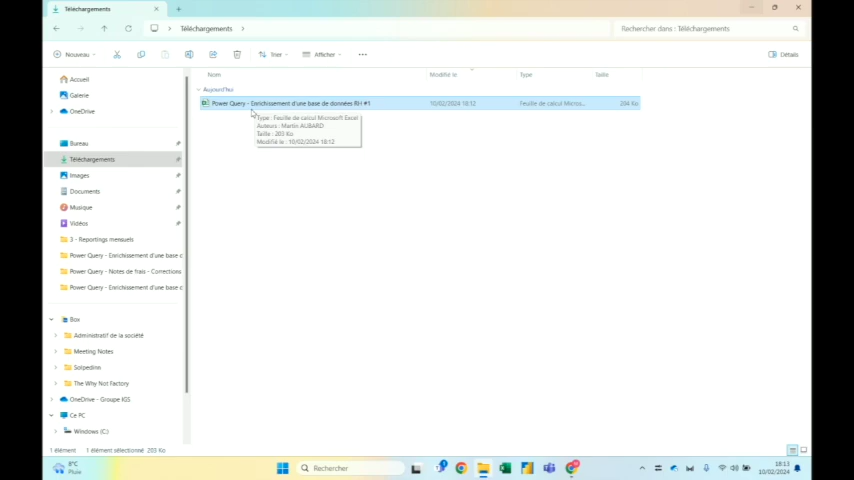 Téléchargements
Téléchargements
Rechercher dans : Téléchargements
Nouveau
Trier
Afficher
Détails
Nom
Modifié le
Type
Taille
Aujourd'hui
Power Query - Enrichissement d'une base de données RH #1
10/02/2024 18:12
Feuille de calcul Micros...
204 Ko
Type : Feuille de calcul Microsoft Excel
Auteurs : Martin AUBARD
Taille : 203 Ko
Modifié le : 10/02/2024 18:12
Accueil
Galerie
OneDrive
Bureau
Téléchargements
Images
Documents
Musique
Vidéos
3 - Reportings mensuels
Power Query - Enrichissement d'une base d
Power Query - Notes de frais - Corrections
Power Query - Enrichissement d'une base d
Box
Administratif de la société
Meeting Notes
Solpedinn
The Why Not Factory
OneDrive - Groupe IGS
Ce PC
Windows (C:)
1 élément
1 élément sélectionné 203 Ko
8°C
Pluie
Rechercher
18:13
10/02/2024